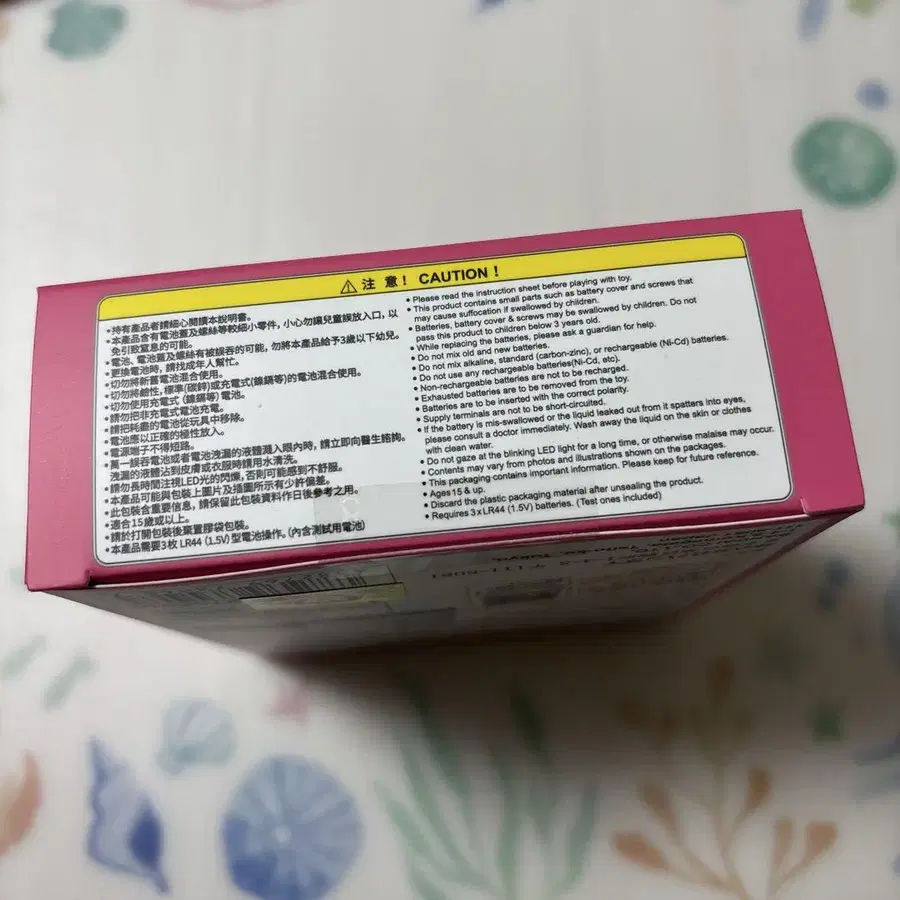 注 意！ CAUTION !
•持有產品者請細心閱讀本說明書。
•本產品含有電池蓋及螺絲等較細小零件，小心勿讓兒童誤放入口，以
免引致窒息的可能。
•電池、電池蓋及螺絲有被誤吞的可能，勿將本產品給予3歲以下幼兒。
•更換電池時，請找成年人幫忙。
•切勿將新舊電池混合使用。
•切勿將鹼性，標準(碳鋅)或充電式(鎳鎘等)的電池混合使用。
•切勿使用充電式 (鎳鎘等) 電池。
•請勿把非充電式電池充電。
•請把耗盡的電池從玩具中移除。
•電池應以正確的極性放入。
•電源端子不得短路。
•萬一誤吞電池或者電池洩漏的液體濺入眼內時，請立即向醫生諮詢。
洩漏的液體沾到皮膚或衣服時請用水清洗。
•請勿長時間注視LED光的閃爍，否則可能感到不舒服。
•本產品可能與包裝上圖片及插圖所示有少許偏差。
•此包裝含重要信息，請保留此包裝資料作日後參考之用。
•適合15歲或以上。
•請於打開包裝後棄置膠袋包裝。
•本產品需要3枚 LR44 (1.5V) 型電池操作。(內含測試用電池)
• Please read the instruction sheet before playing with toy.
• This product contains small parts such as battery cover and screws that
may cause suffocation if swallowed by children.
• Batteries, battery cover & screws may be swallowed by children. Do not
pass this product to children below 3 years old.
• While replacing the batteries, please ask a guardian for help.
• Do not mix old and new batteries.
• Do not mix alkaline, standard (carbon-zinc), or rechargeable (Ni-Cd) batteries.
• Do not use any rechargeable batteries(Ni-Cd, etc).
Non-rechargeable batteries are not to be recharged.
• Exhausted batteries are to be removed from the toy.
• Batteries are to be inserted with the correct polarity.
• Supply terminals are not to be short-circuited.
• If the battery is mis-swallowed or the liquid leaked out from it spatters into eyes,
please consult a doctor immediately. Wash away the liquid on the skin or clothes
with clean water.
• Do not gaze at the blinking LED light for a long time, or otherwise malaise may occur.
• Contents may vary from photos and illustrations shown on the packages.
• This packaging contains important information. Please keep for future reference.
• Ages 15 & up.
• Discard the plastic packaging material after unsealing the product.
• Requires 3 x LR44 (1.5V) batteries. (Test ones included)